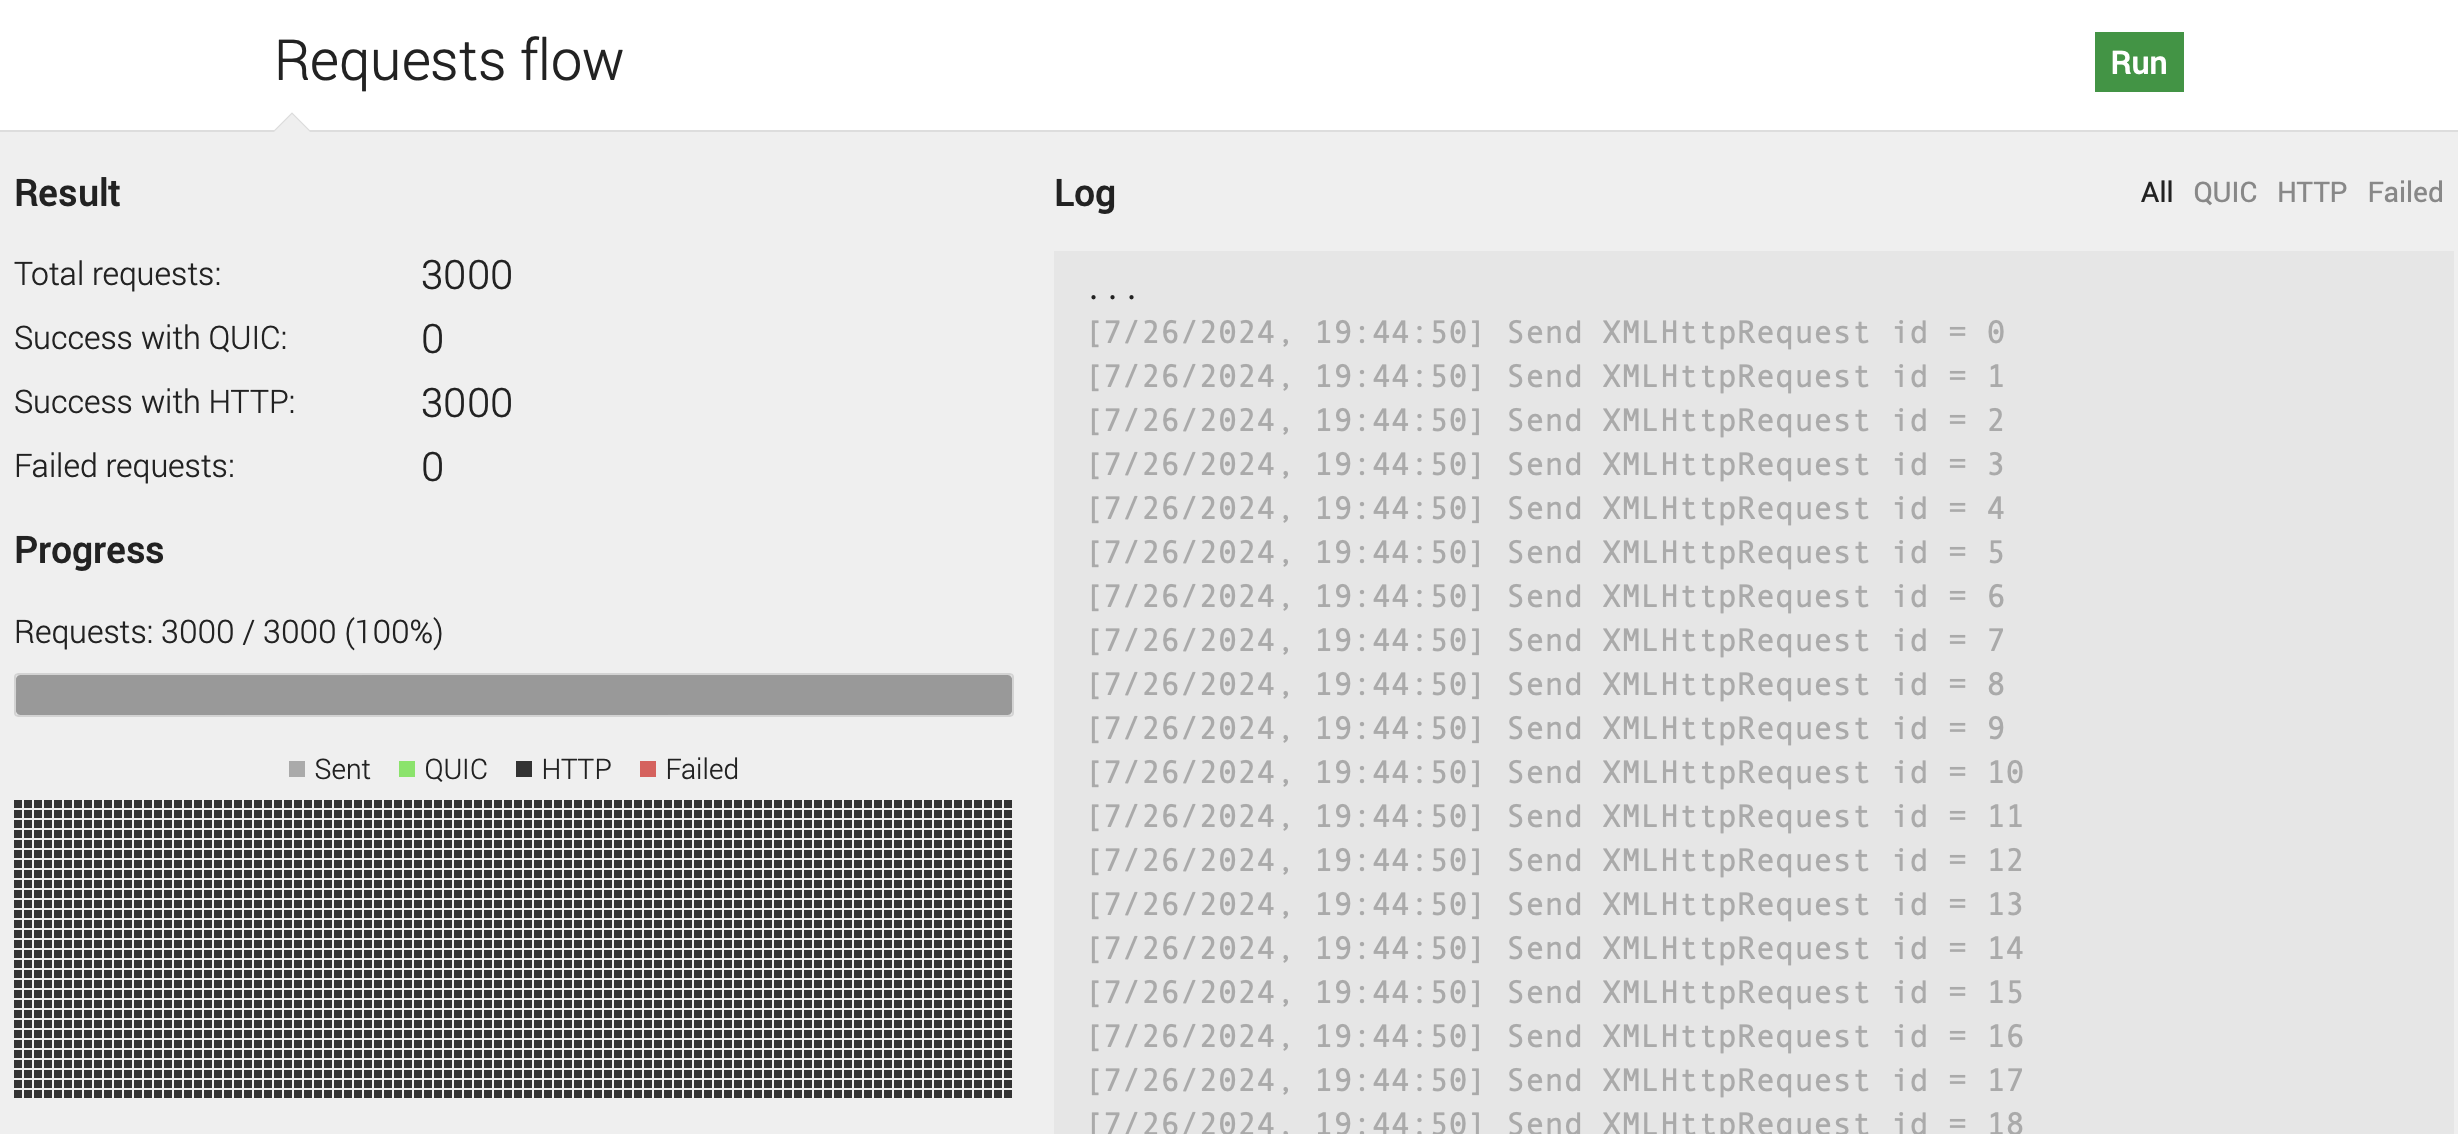 Requests flow
Run
Result
Total requests: 3000
Success with QUIC: 0
Success with HTTP: 3000
Failed requests: 0
Progress
Requests: 3000 / 3000 (100%)
Sent QUIC HTTP Failed
Log
All QUIC HTTP Failed
...
[7/26/2024, 19:44:50] Send XMLHttpRequest id = 0
[7/26/2024, 19:44:50] Send XMLHttpRequest id = 1
[7/26/2024, 19:44:50] Send XMLHttpRequest id = 2
[7/26/2024, 19:44:50] Send XMLHttpRequest id = 3
[7/26/2024, 19:44:50] Send XMLHttpRequest id = 4
[7/26/2024, 19:44:50] Send XMLHttpRequest id = 5
[7/26/2024, 19:44:50] Send XMLHttpRequest id = 6
[7/26/2024, 19:44:50] Send XMLHttpRequest id = 7
[7/26/2024, 19:44:50] Send XMLHttpRequest id = 8
[7/26/2024, 19:44:50] Send XMLHttpRequest id = 9
[7/26/2024, 19:44:50] Send XMLHttpRequest id = 10
[7/26/2024, 19:44:50] Send XMLHttpRequest id = 11
[7/26/2024, 19:44:50] Send XMLHttpRequest id = 12
[7/26/2024, 19:44:50] Send XMLHttpRequest id = 13
[7/26/2024, 19:44:50] Send XMLHttpRequest id = 14
[7/26/2024, 19:44:50] Send XMLHttpRequest id = 15
[7/26/2024, 19:44:50] Send XMLHttpRequest id = 16
[7/26/2024, 19:44:50] Send XMLHttpRequest id = 17
[7/26/2024, 19:44:50] Send XMLHttpRequest id = 18